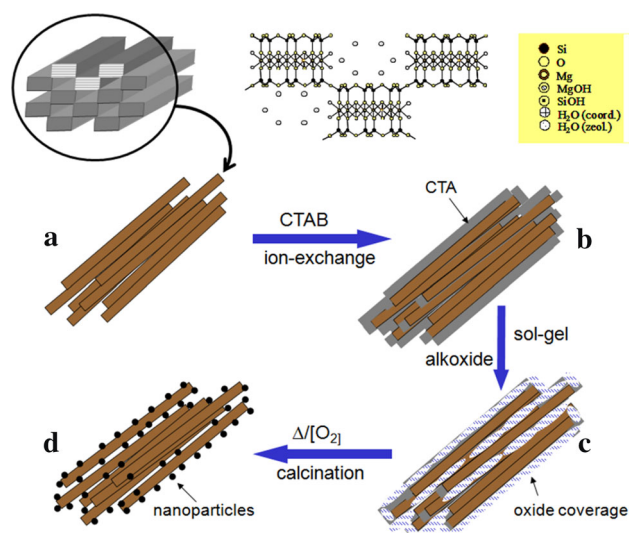 Si
O
Mg
MgOH
SiOH
H₂O (coord.)
H₂O (zeol.)
a
CTAB
ion-exchange
CTA
b
sol-gel
alkoxide
d
Δ/[O₂]
calcination
c
nanoparticles
oxide coverage